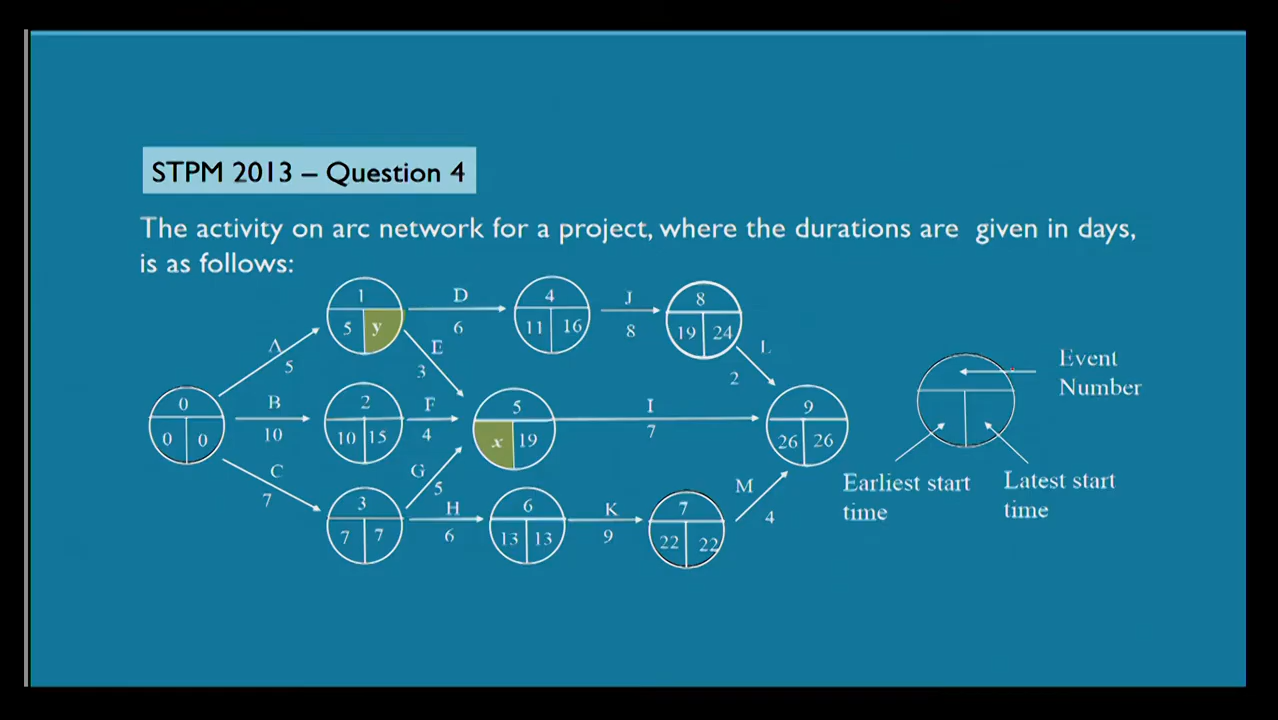 STPM 2013 – Question 4
The activity on arc network for a project, where the durations are given in days,
is as follows:
1
5 y
D
6
4
11 16
J
8
8
19 24
A
5
E
3
L
2
0
0 0
B
10
2
10 15
F
4
5
x 19
I
7
9
26 26
C
7
G
5
3
7 7
H
6
6
13 13
K
9
7
22 22
M
4
Event
Number
Earliest start
time
Latest start
time